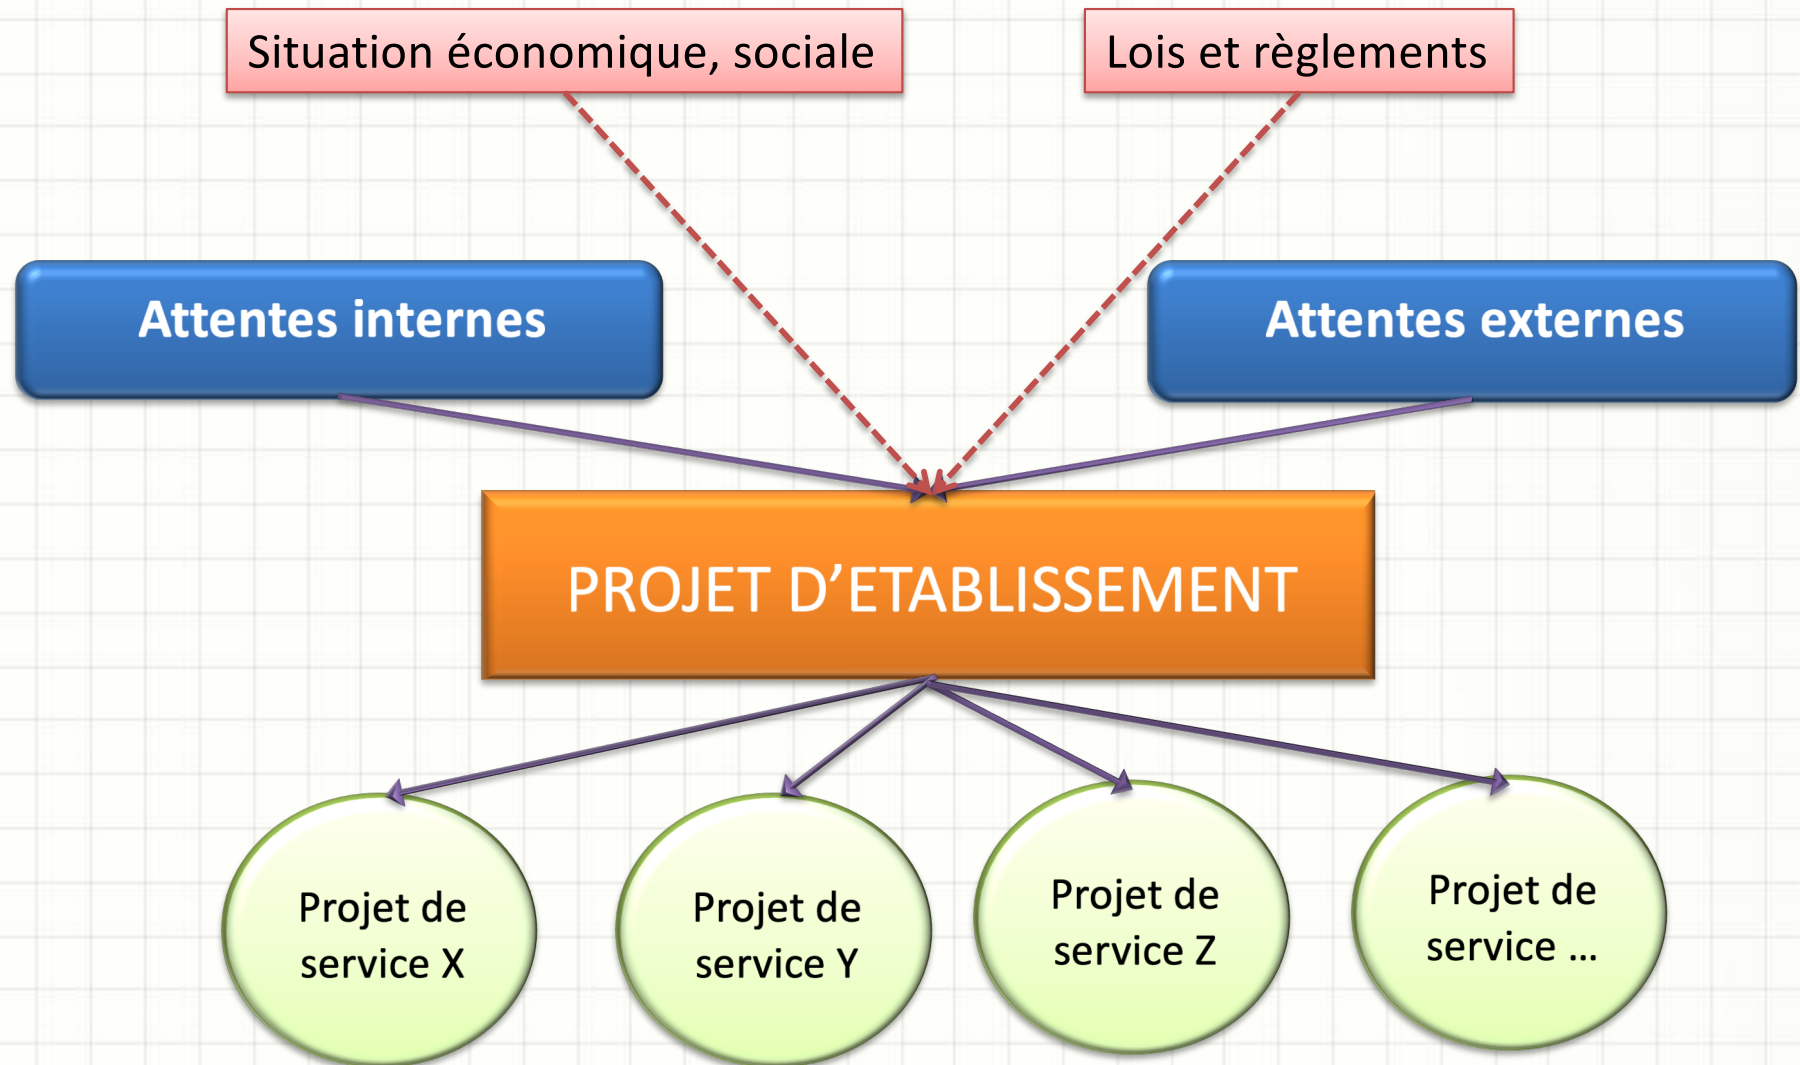 Situation économique, sociale
Lois et règlements
Attentes internes
Attentes externes
PROJET D’ETABLISSEMENT
Projet de
service X
Projet de
service Y
Projet de
service Z
Projet de
service ...